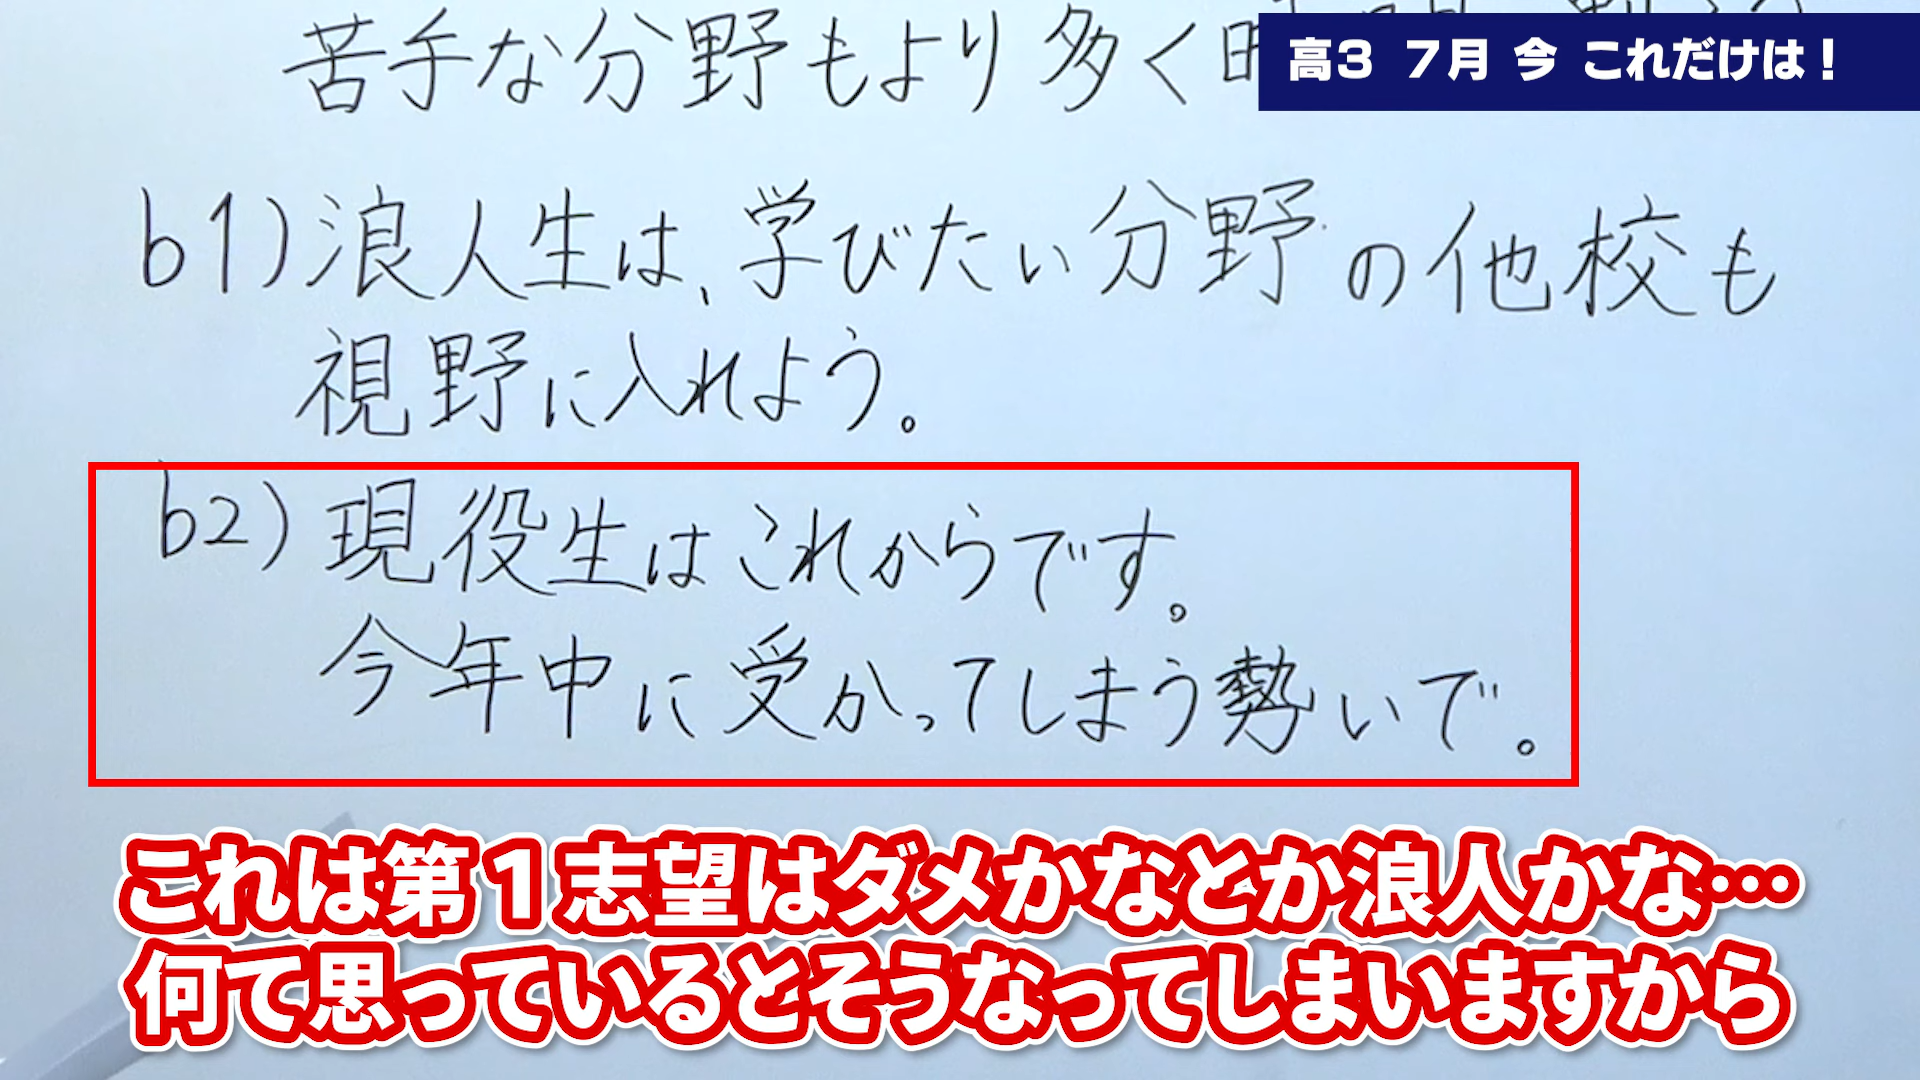 苦手な分野もより多く
高3 7月 今 これだけは！
b1) 浪人生は、学びたい分野の他校も
視野に入れよう。
b2) 現役生はこれからです。
今年中に受かってしまう勢いで。
これは第１志望はダメかなとか浪人かな…
何て思っているとそうなってしまいますから